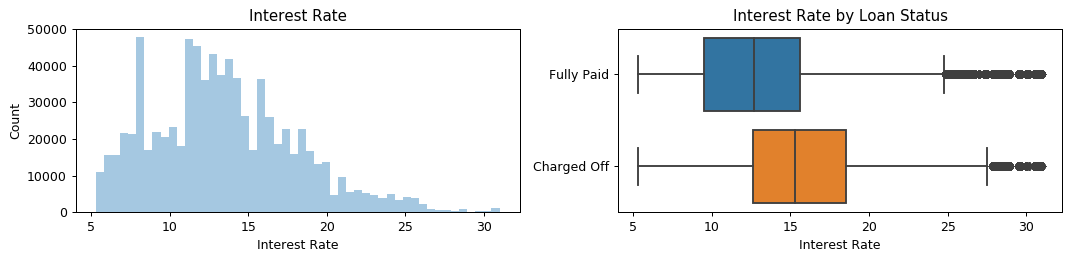 Interest Rate
Count
50000
40000
30000
20000
10000
0
5 10 15 20 25 30
Interest Rate
Interest Rate by Loan Status
Fully Paid
Charged Off
5 10 15 20 25 30
Interest Rate